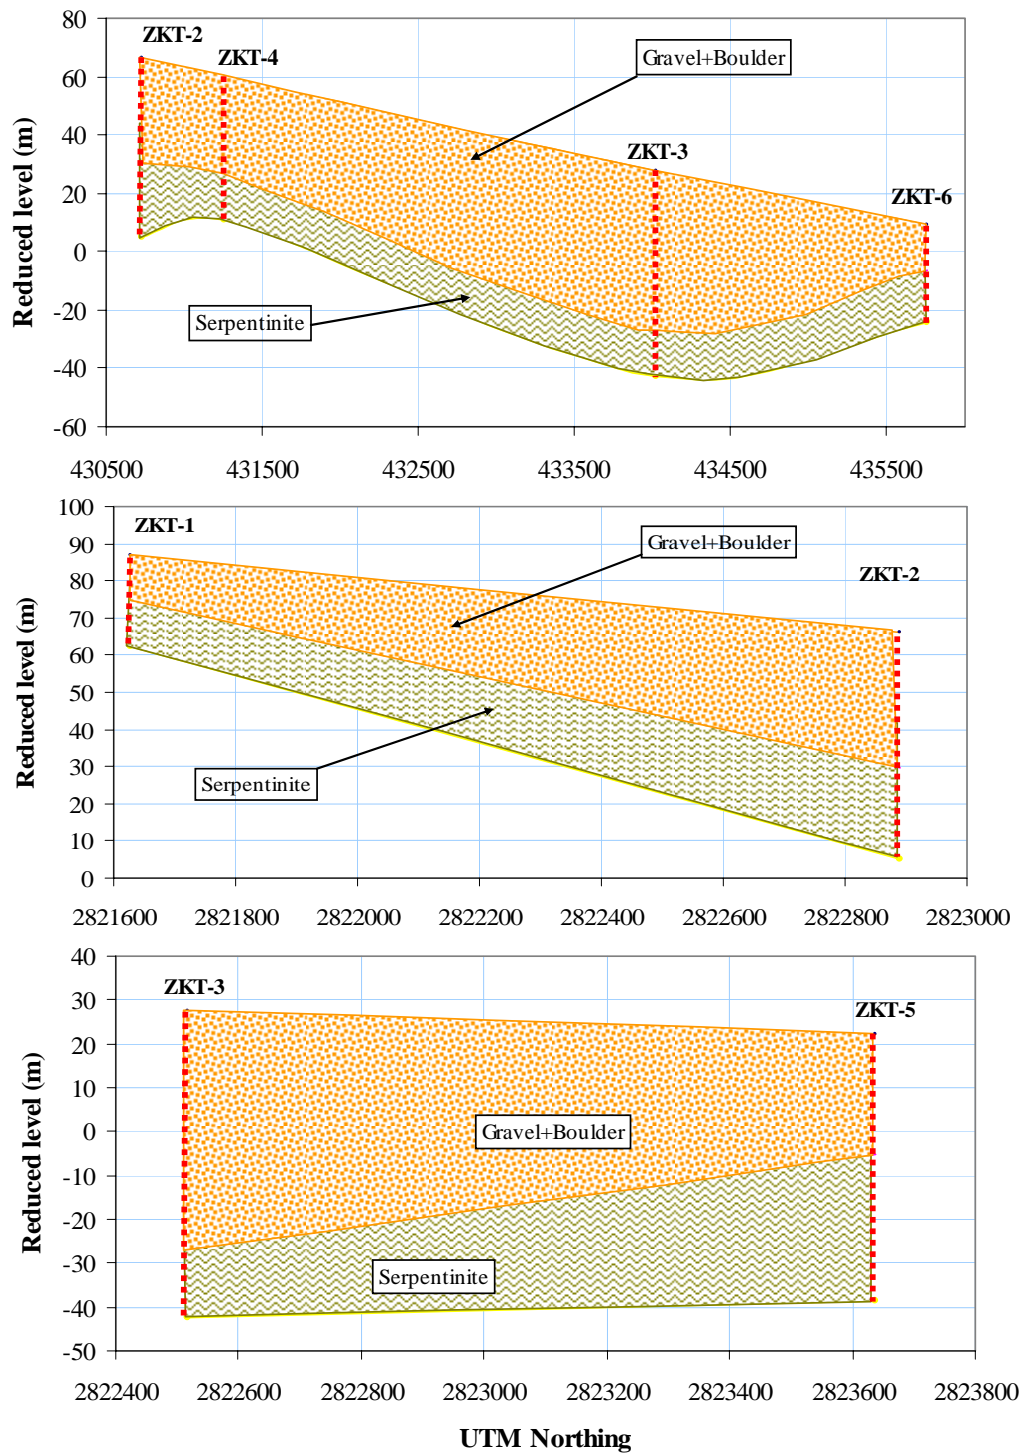 80
ZKT-2
ZKT-4
Gravel+Boulder
60
40
ZKT-3
20
ZKT-6
0
Serpentinite
-20
-40
-60
Reduced level (m)
430500 431500 432500 433500 434500 435500
100
ZKT-1
Gravel+Boulder
90
80
ZKT-2
70
60
50
40
30
Serpentinite
20
10
0
Reduced level (m)
2821600 2821800 2822000 2822200 2822400 2822600 2822800 2823000
40
ZKT-3
30
ZKT-5
20
10
0
Gravel+Boulder
-10
-20
-30
Serpentinite
-40
-50
Reduced level (m)
2822400 2822600 2822800 2823000 2823200 2823400 2823600 2823800
UTM Northing